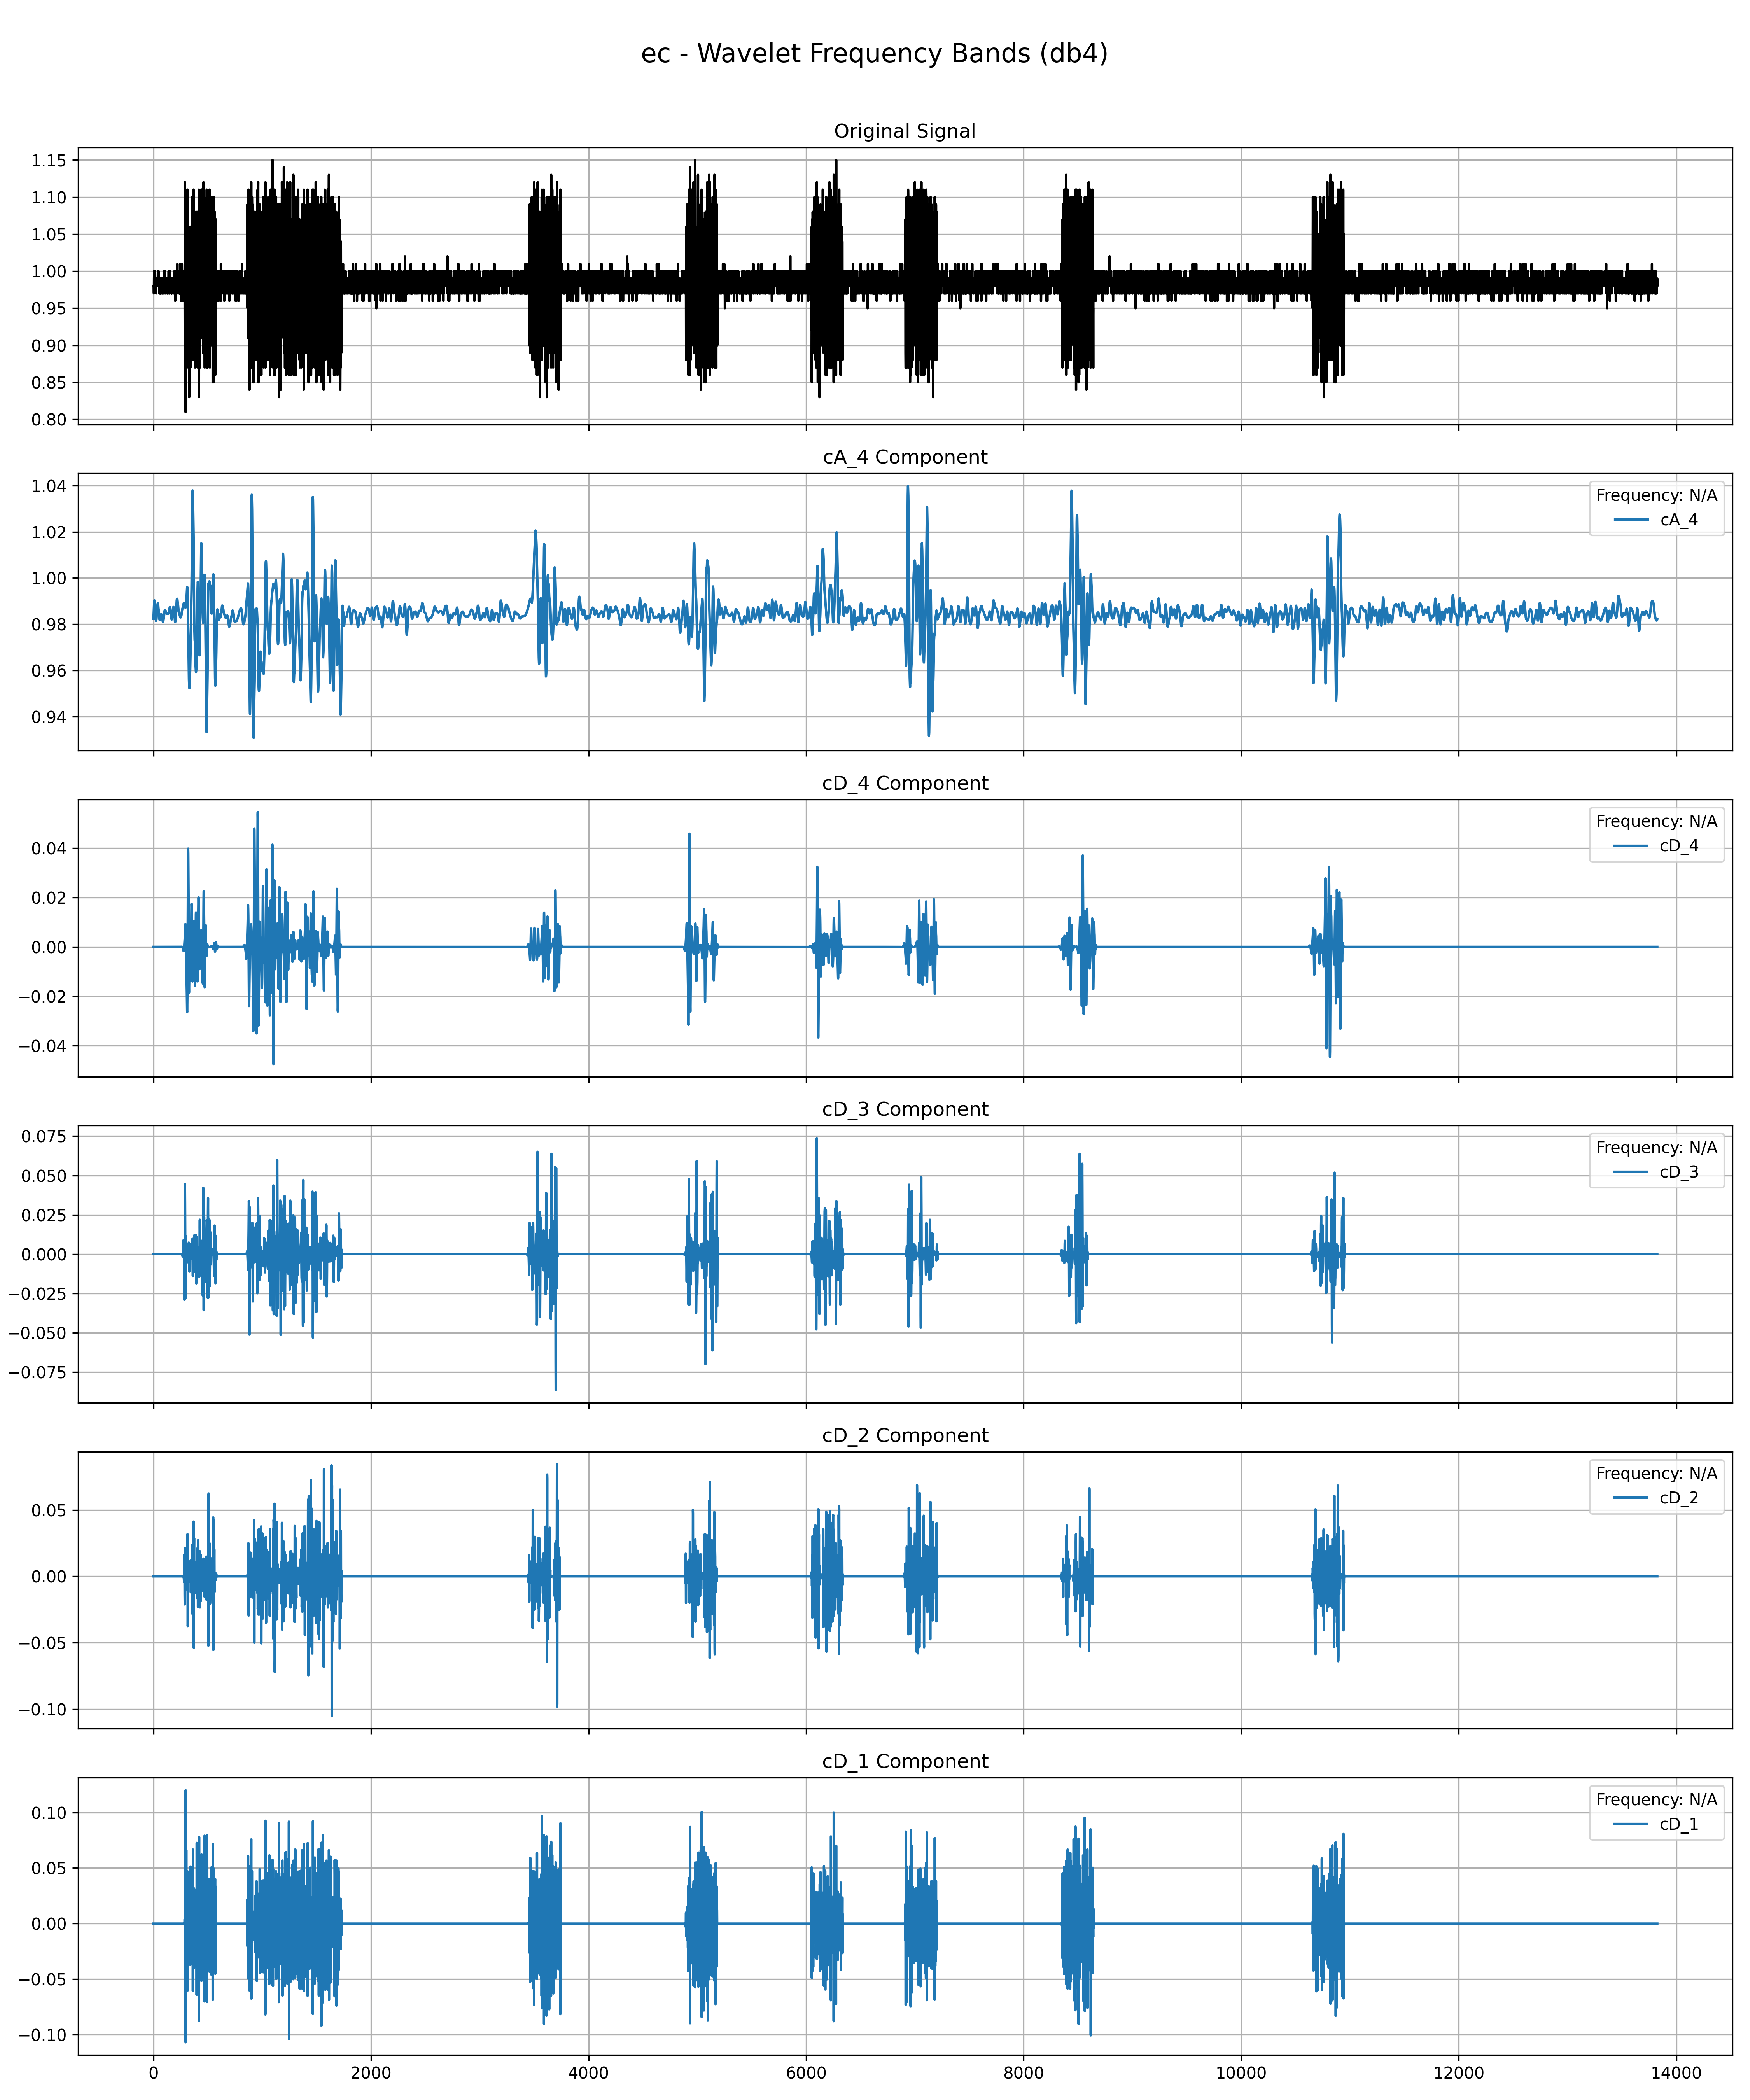 ec - Wavelet Frequency Bands (db4)
Original Signal
1.15
1.10
1.05
1.00
0.95
0.90
0.85
0.80
cA_4 Component
1.04
1.02
1.00
0.98
0.96
0.94
Frequency: N/A
cA_4
cD_4 Component
0.04
0.02
0.00
−0.02
−0.04
Frequency: N/A
cD_4
cD_3 Component
0.075
0.050
0.025
0.000
−0.025
−0.050
−0.075
Frequency: N/A
cD_3
cD_2 Component
0.05
0.00
−0.05
−0.10
Frequency: N/A
cD_2
cD_1 Component
0.10
0.05
0.00
−0.05
−0.10
Frequency: N/A
cD_1
0 2000 4000 6000 8000 10000 12000 14000